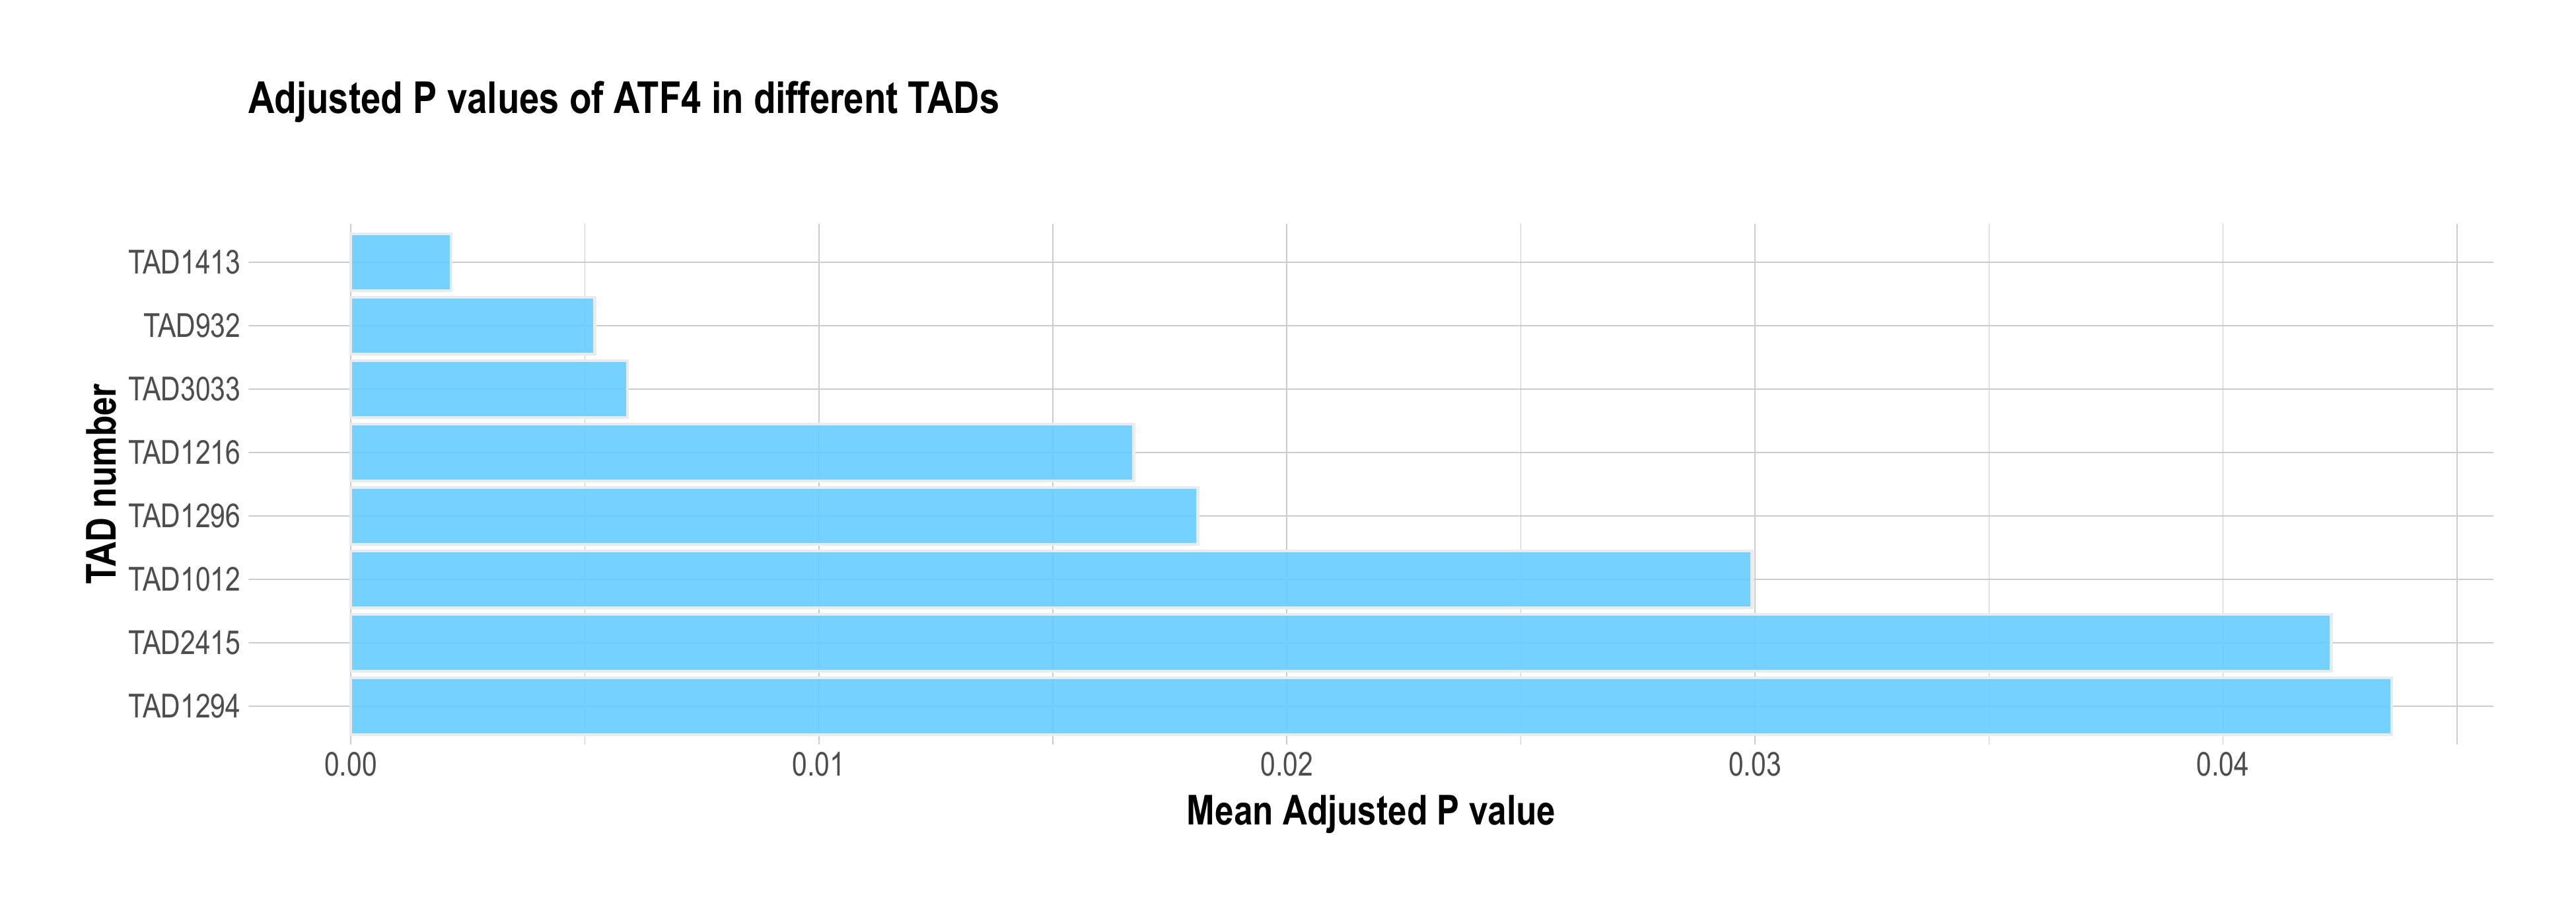 Adjusted P values of ATF4 in different TADs
TAD number
TAD1413
TAD932
TAD3033
TAD1216
TAD1296
TAD1012
TAD2415
TAD1294
0.00 0.01 0.02 0.03 0.04
Mean Adjusted P value